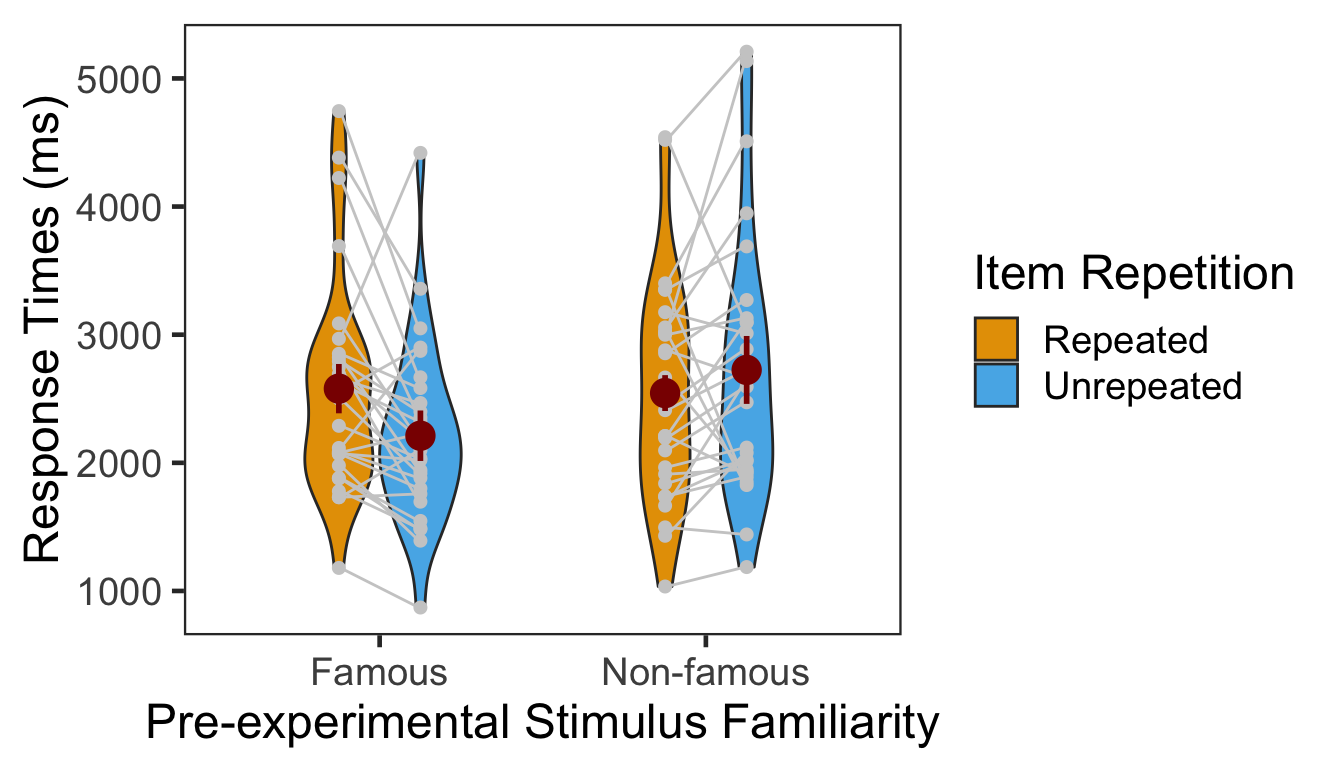 Response Times (ms)
5000
4000
3000
2000
1000
Famous
Non-famous
Pre-experimental Stimulus Familiarity
Item Repetition
Repeated
Unrepeated